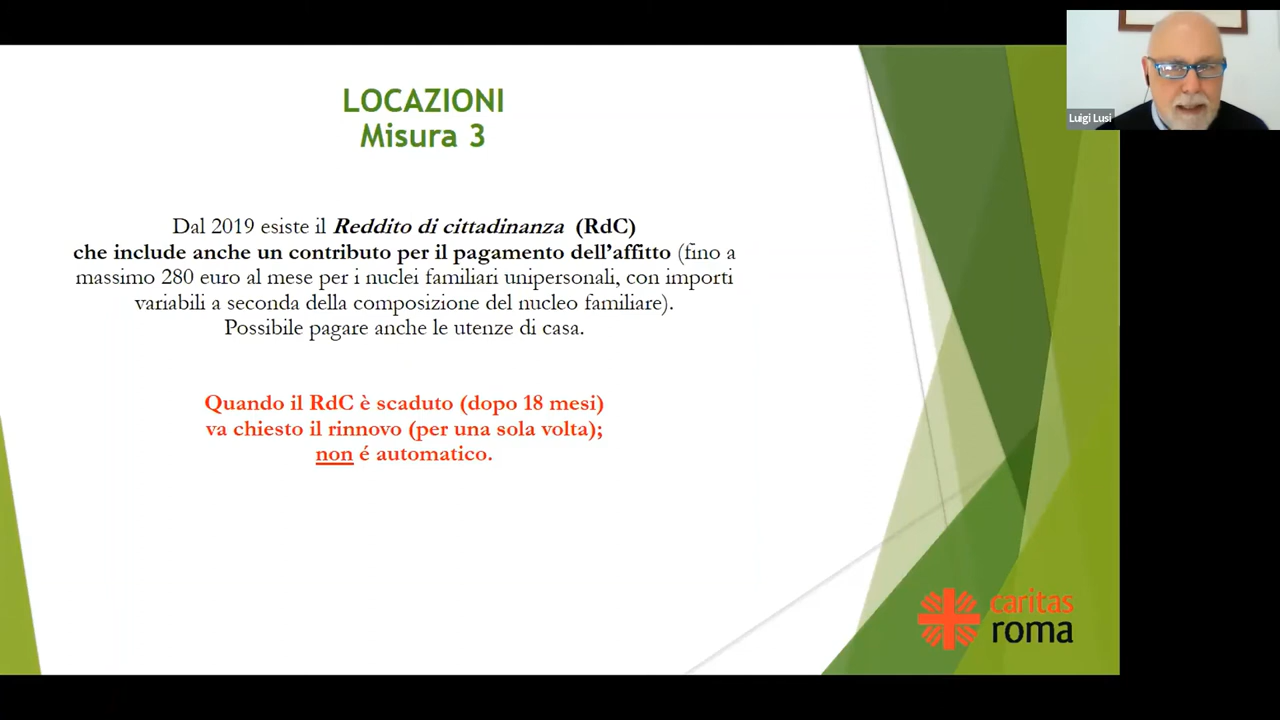 LOCAZIONI
Misura 3
Dal 2019 esiste il Reddito di cittadinanza (RdC)
che include anche un contributo per il pagamento dell’affitto (fino a
massimo 280 euro al mese per i nuclei familiari unipersonali, con importi
variabili a seconda della composizione del nucleo familiare).
Possibile pagare anche le utenze di casa.
Quando il RdC è scaduto (dopo 18 mesi)
va chiesto il rinnovo (per una sola volta);
non é automatico.
caritas
roma
Luigi Lusi